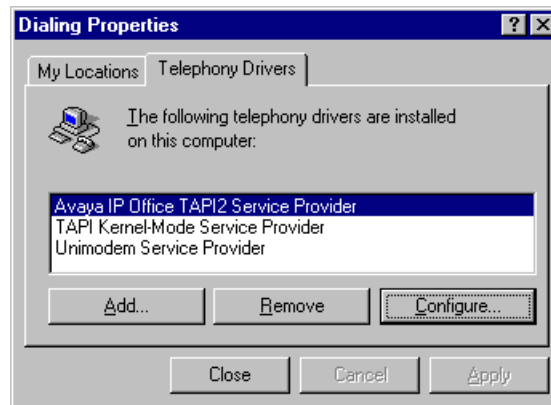 Dialing Properties
My Locations
Telephony Drivers
The following telephony drivers are installed
on this computer:
Avaya IP Office TAPI2 Service Provider
TAPI Kernel-Mode Service Provider
Unimodem Service Provider
Add...
Remove
Configure...
Close
Cancel
Apply